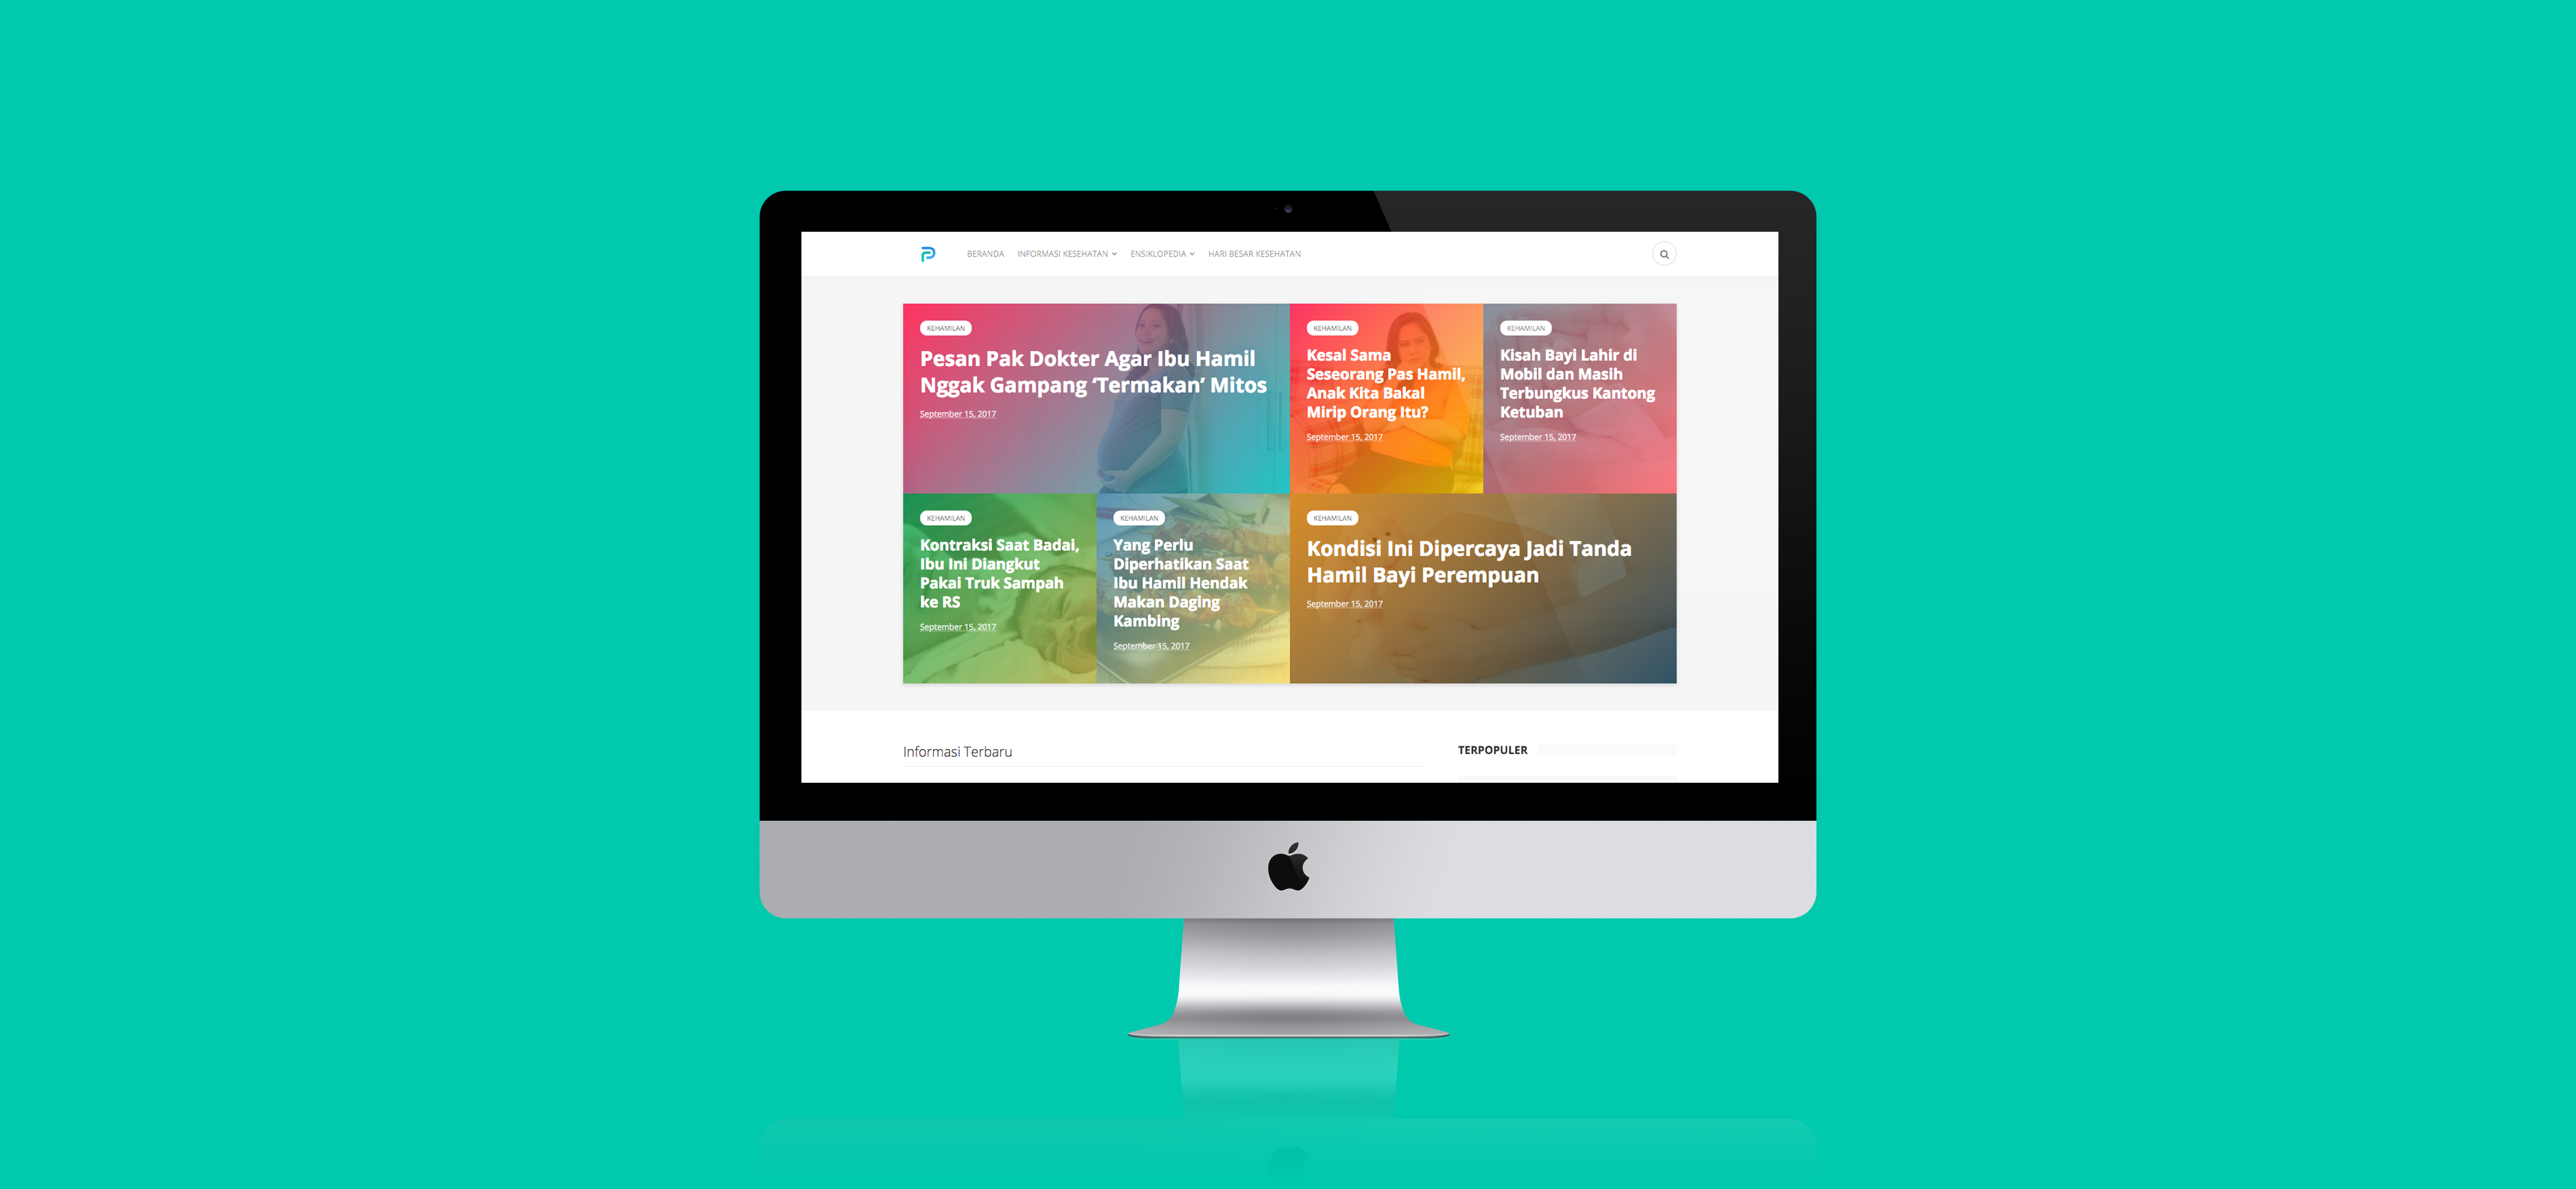 BERANDA INFORMASI KESEHATAN ENSIKLOPEDIA HARI BESAR KESEHATAN
KEHAMILAN
Pesan Pak Dokter Agar Ibu Hamil
Nggak Gampang ‘Termakan’ Mitos
September 15, 2017
KEHAMILAN
Kesal Sama
Seseorang Pas Hamil,
Anak Kita Bakal
Mirip Orang Itu?
September 15, 2017
KEHAMILAN
Kisah Bayi Lahir di
Mobil dan Masih
Terbungkus Kantong
Ketuban
September 15, 2017
KEHAMILAN
Kontraksi Saat Badai,
Ibu Ini Diangkut
Pakai Truk Sampah
ke RS
September 15, 2017
KEHAMILAN
Yang Perlu
Diperhatikan Saat
Ibu Hamil Hendak
Makan Daging
Kambing
September 15, 2017
KEHAMILAN
Kondisi Ini Dipercaya Jadi Tanda
Hamil Bayi Perempuan
September 15, 2017
Informasi Terbaru
TERPOPULER